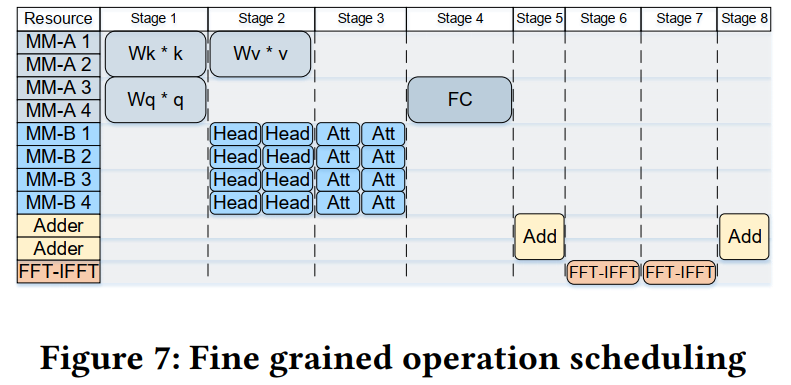 Resource Stage 1 Stage 2 Stage 3 Stage 4 Stage 5 Stage 6 Stage 7 Stage 8
MM-A 1
Wk * k Wv * v
MM-A 2
MM-A 3
Wq * q FC
MM-A 4
MM-B 1 Head Head Att Att
MM-B 2 Head Head Att Att
MM-B 3 Head Head Att Att
MM-B 4 Head Head Att Att
Adder
Add Add
Adder
FFT-IFFT FFT-IFFT FFT-IFFT
Figure 7: Fine grained operation scheduling